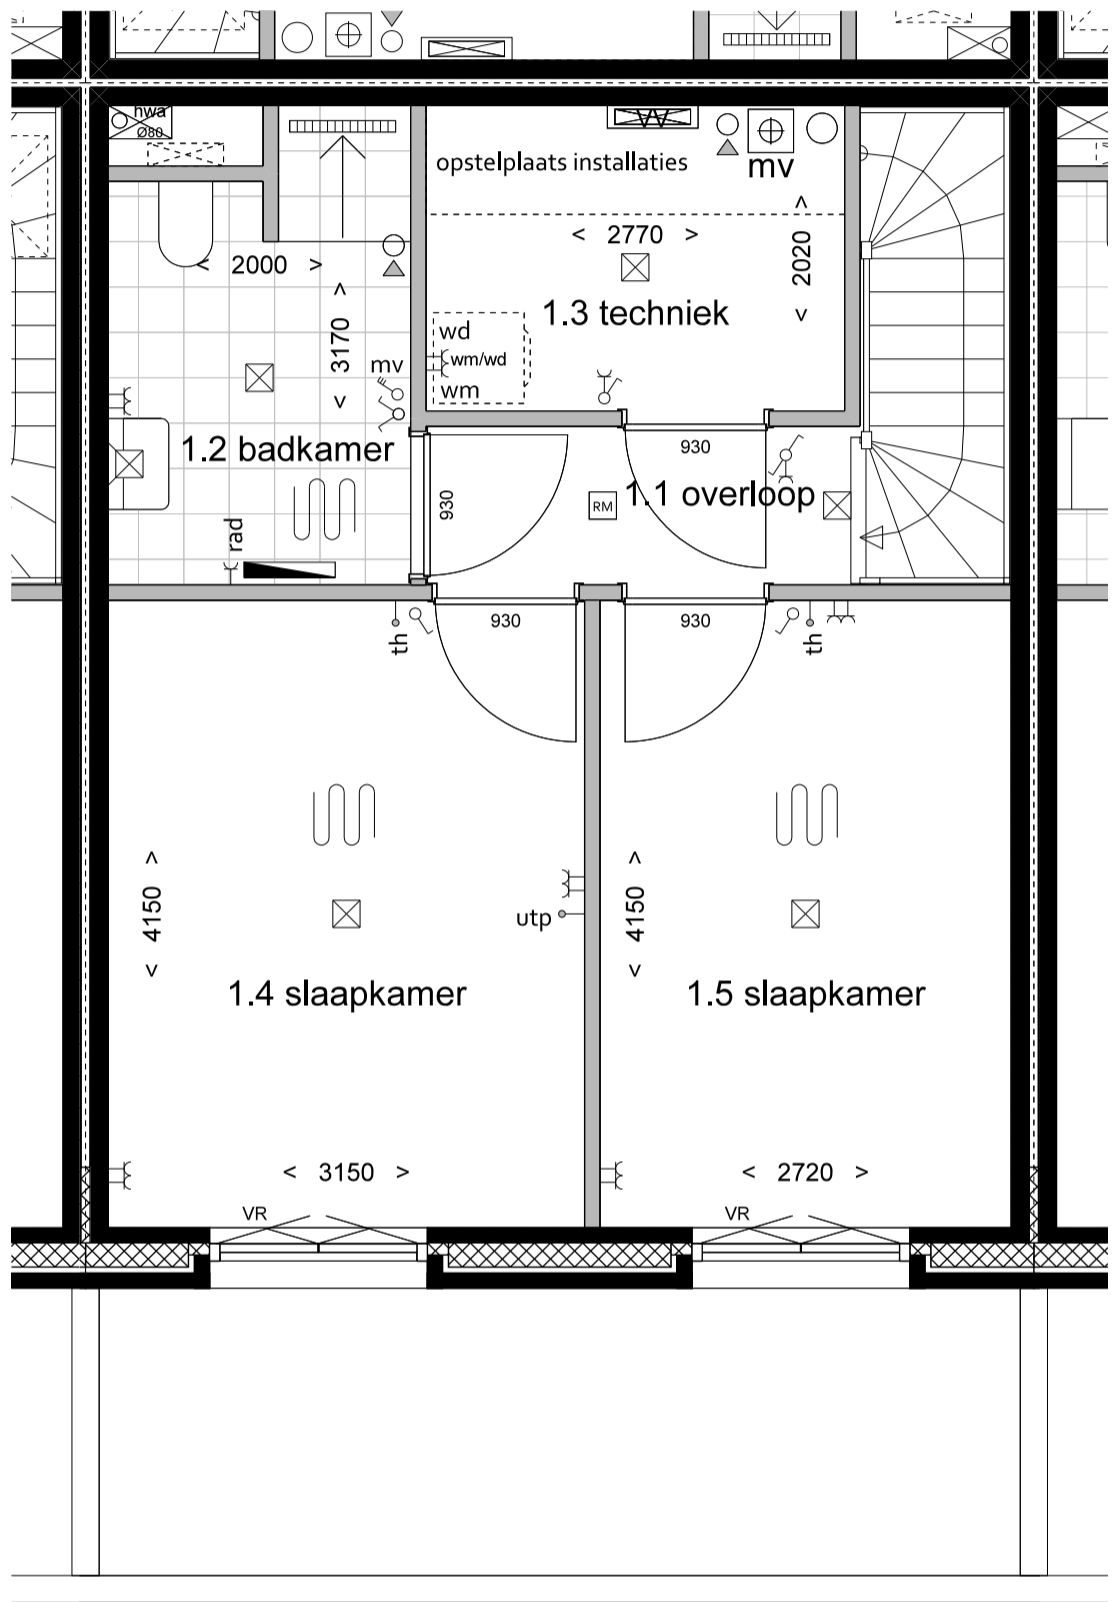 hwa
Ø80
opstelplaats installaties
mv
< 2770 >
< 2020 >
< 2000 >
< 3170 >
1.3 techniek
wd
wm/wd
wm
mv
1.2 badkamer
930
930
1.1 overloop
RM
rad
930
930
th
th
< 4150 >
utp
< 4150 >
1.4 slaapkamer
1.5 slaapkamer
< 3150 >
< 2720 >
VR
VR